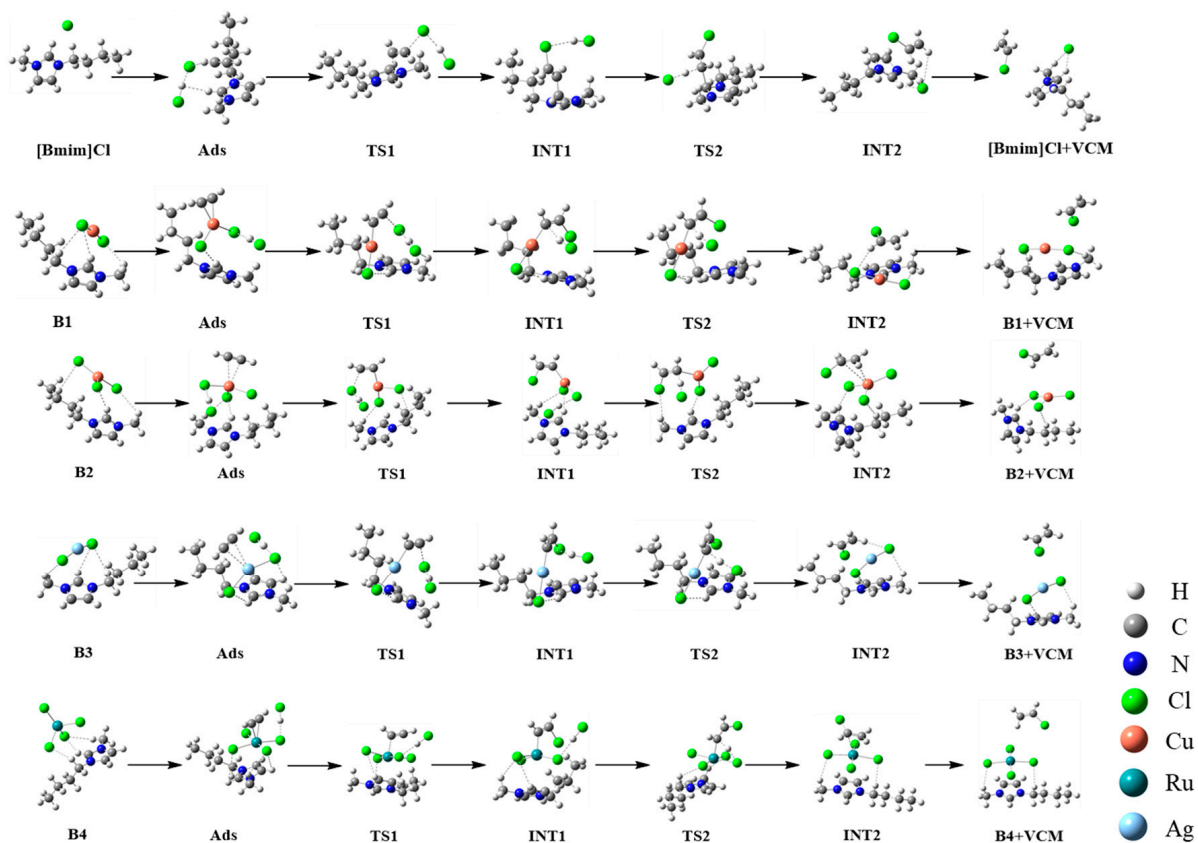 [Bmim]Cl Ads TS1 INT1 TS2 INT2 [Bmim]Cl+VCM
B1 Ads TS1 INT1 TS2 INT2 B1+VCM
B2 Ads TS1 INT1 TS2 INT2 B2+VCM
B3 Ads TS1 INT1 TS2 INT2 B3+VCM
B4 Ads TS1 INT1 TS2 INT2 B4+VCM
H
C
N
Cl
Cu
Ru
Ag